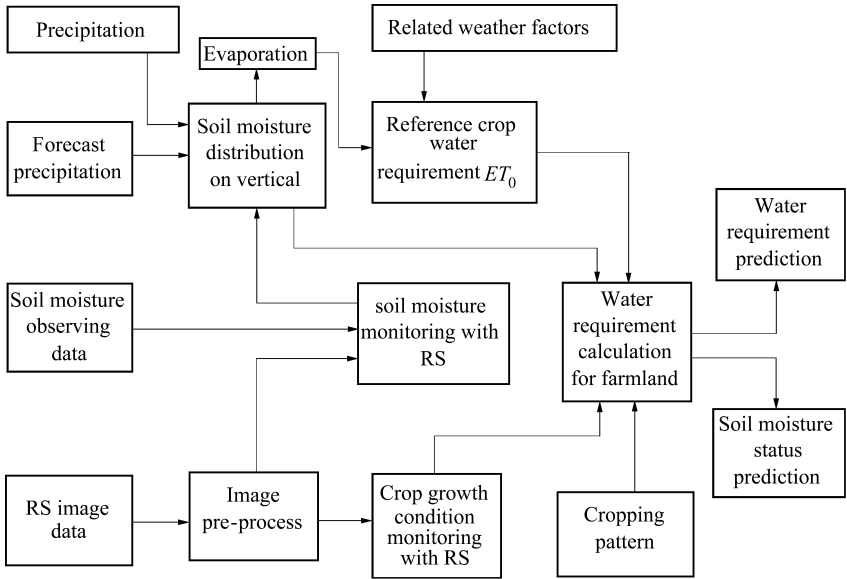 Precipitation
Related weather factors
Evaporation
Forecast
precipitation
Soil moisture
distribution
on vertical
Reference crop
water
requirement ET₀
Water
requirement
prediction
Soil moisture
observing
data
soil moisture
monitoring with
RS
Water
requirement
calculation
for farmland
Soil moisture
status
prediction
RS image
data
Image
pre-process
Crop growth
condition
monitoring
with RS
Cropping
pattern